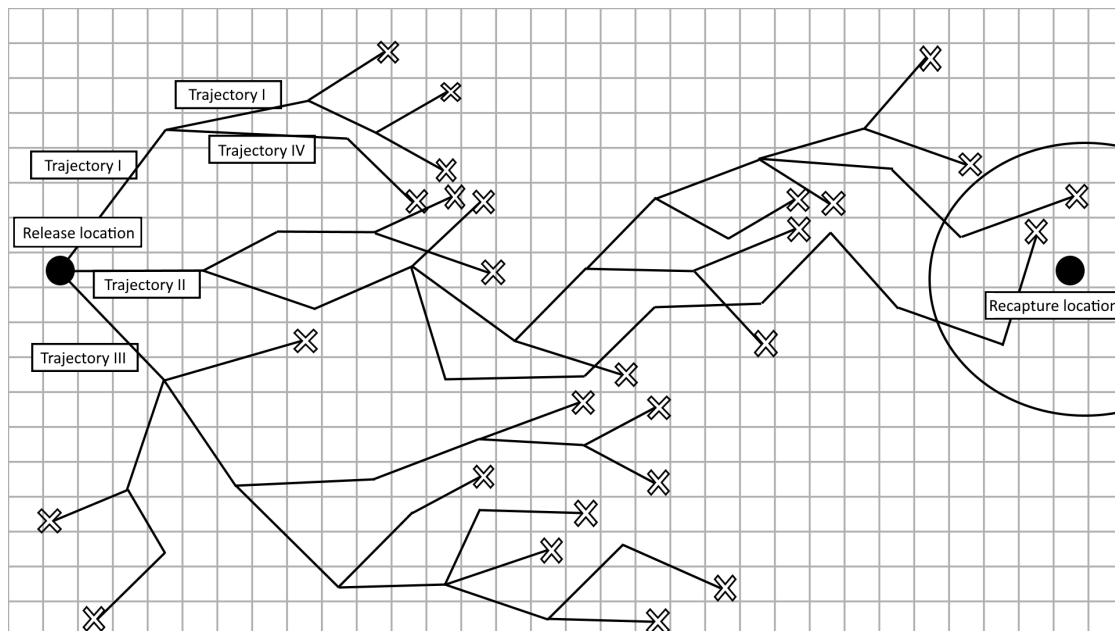 Trajectory I
Trajectory IV
Trajectory I
Release location
Trajectory II
Recapture location
Trajectory III